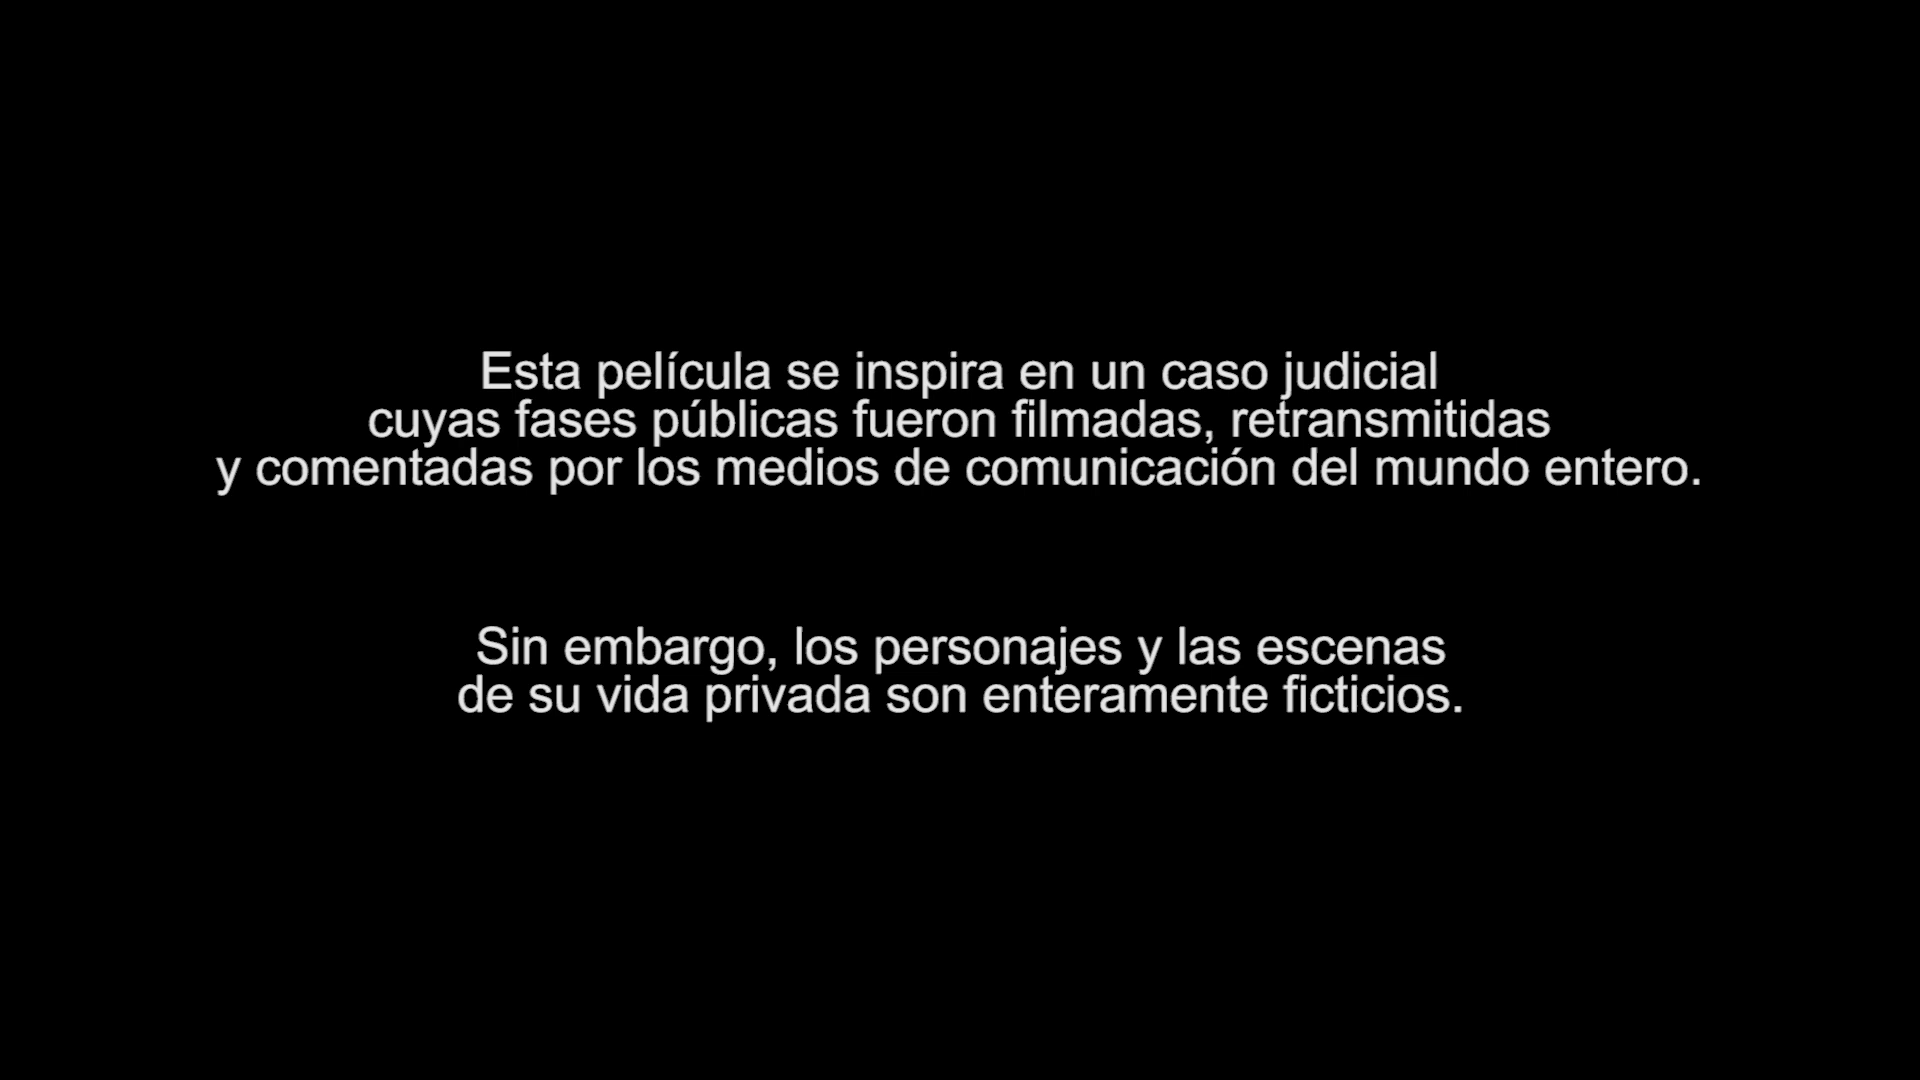 Esta película se inspira en un caso judicial
cuyas fases públicas fueron filmadas, retransmitidas
y comentadas por los medios de comunicación del mundo entero.
Sin embargo, los personajes y las escenas
de su vida privada son enteramente ficticios.